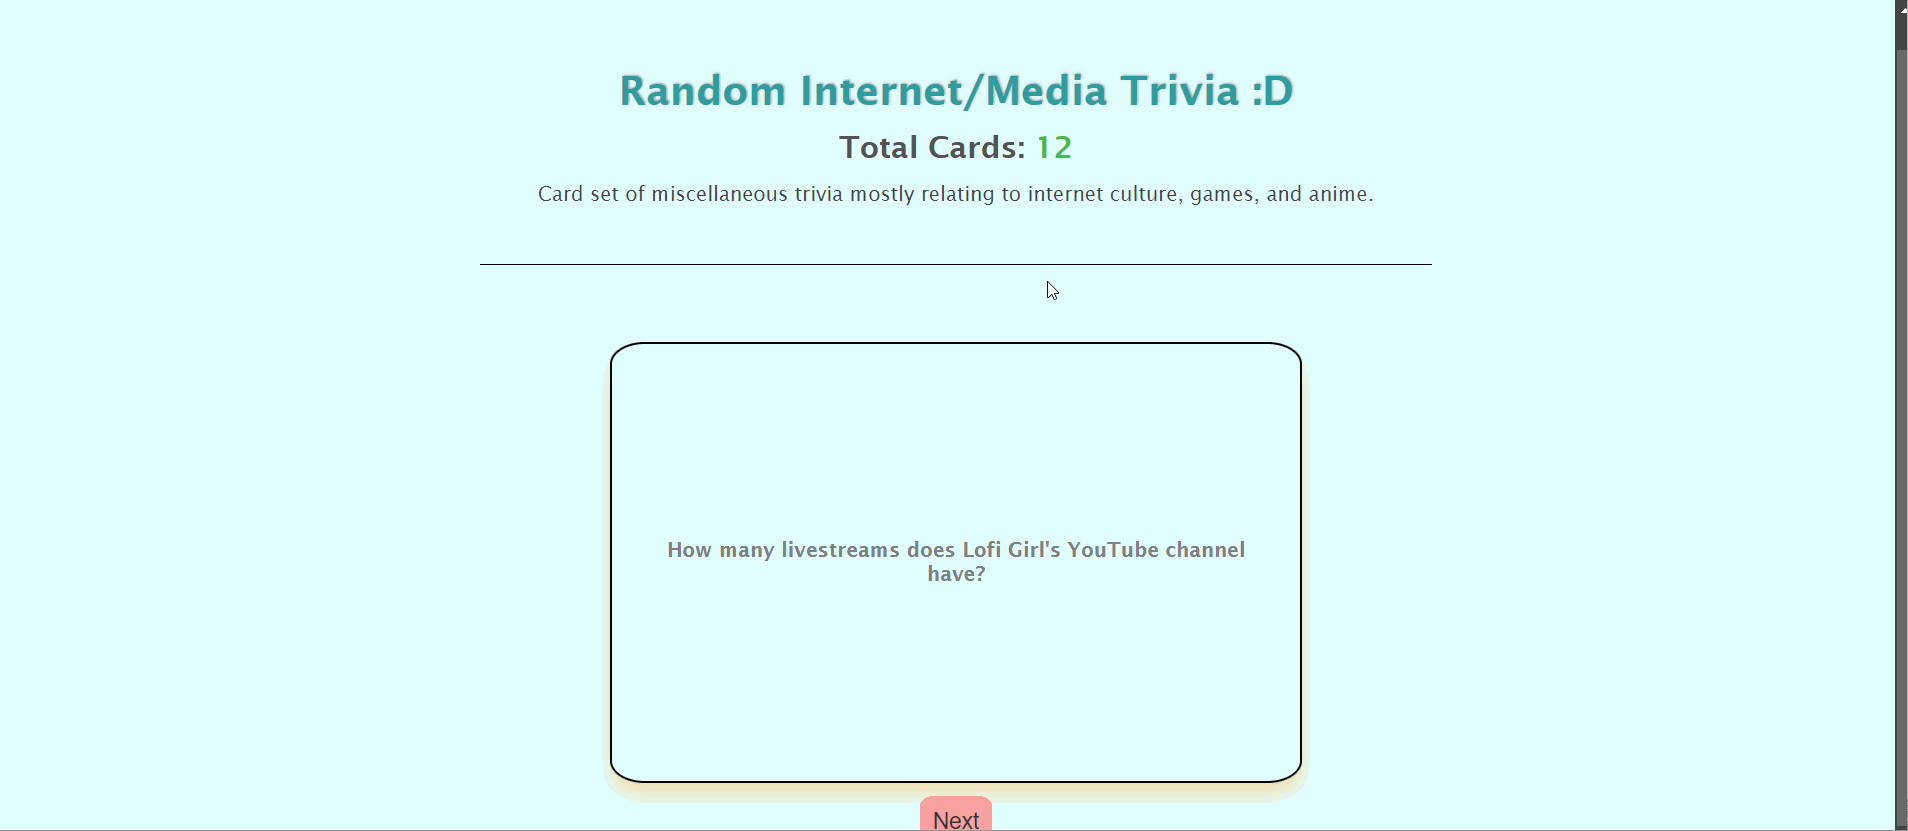 Random Internet/Media Trivia :D
Total Cards: 12
Card set of miscellaneous trivia mostly relating to internet culture, games, and anime.
How many livestreams does Lofi Girl's YouTube channel
have?
Next